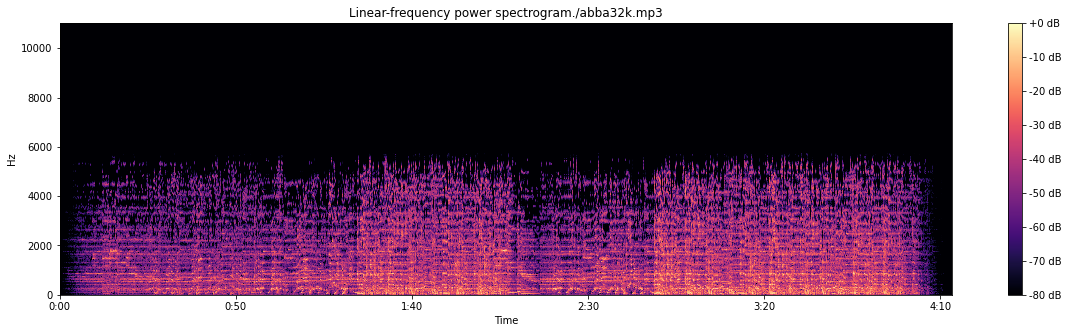 Linear-frequency power spectrogram./abba32k.mp3
Hz
10000
8000
6000
4000
2000
0
0:00 0:50 1:40 2:30 3:20 4:10
Time
+0 dB
-10 dB
-20 dB
-30 dB
-40 dB
-50 dB
-60 dB
-70 dB
-80 dB